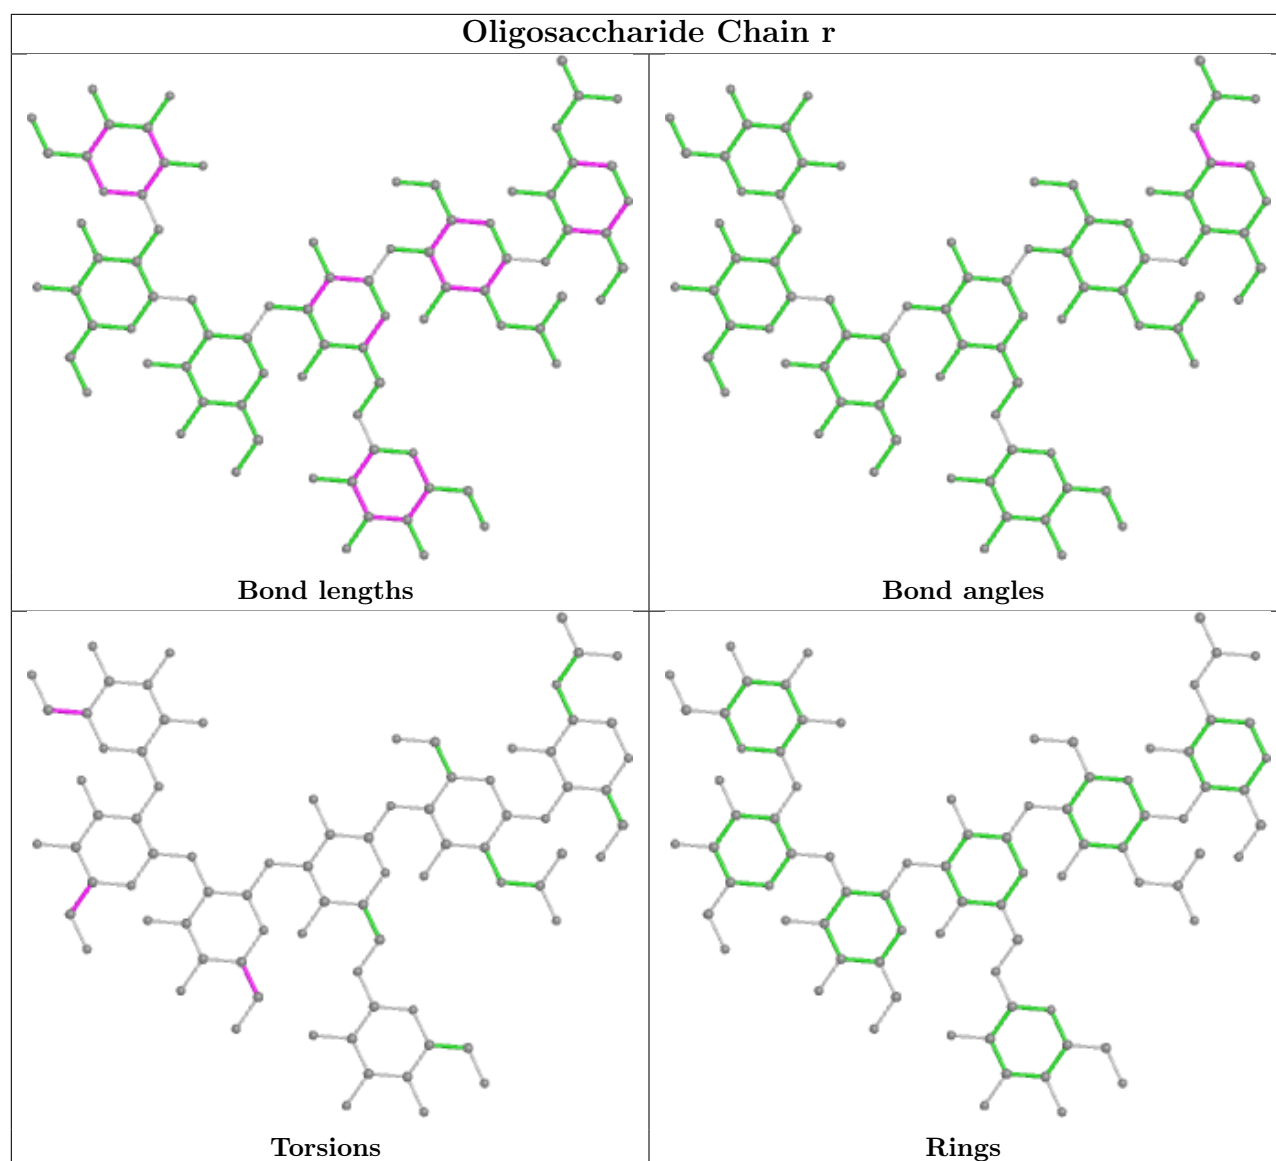 Oligosaccharide Chain r
Bond lengths
Bond angles
Torsions
Rings